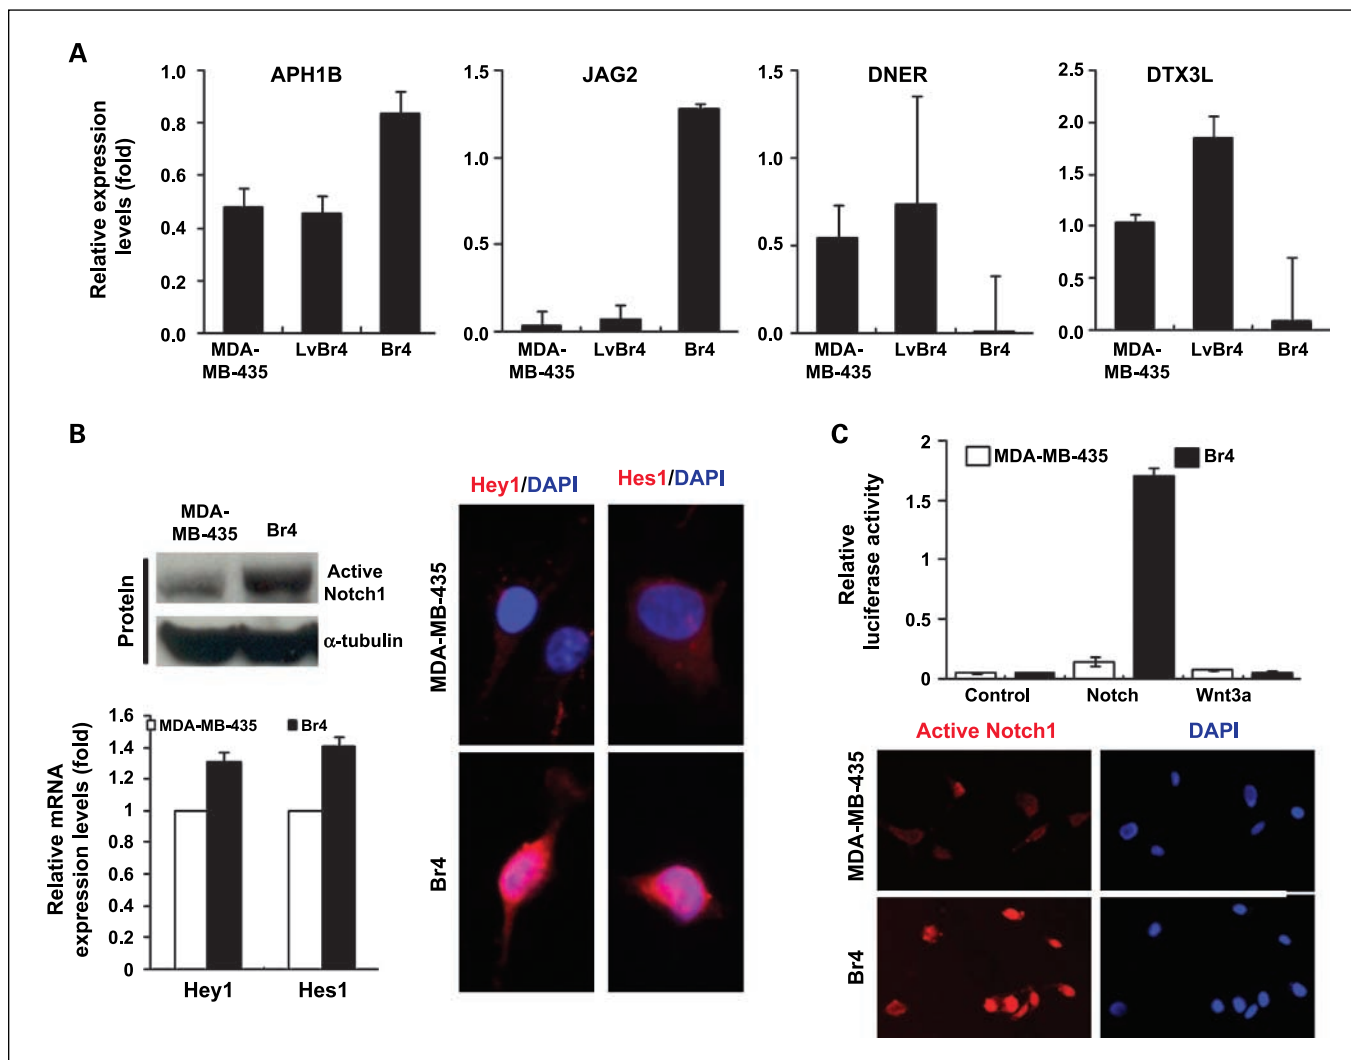 A
APH1B
JAG2
DNER
DTX3L
Relative expression
levels (fold)
1.0
0.8
0.6
0.4
0.2
0.0
MDA-
MB-435
LvBr4
Br4
1.5
1.0
0.5
0.0
MDA-
MB-435
LvBr4
Br4
1.5
1.0
0.5
0.0
MDA-
MB-435
LvBr4
Br4
2.5
2.0
1.5
1.0
0.5
0.0
MDA-
MB-435
LvBr4
Br4
B
MDA-
MB-435
Br4
Protein
Active
Notch1
α-tubulin
Relative mRNA
expression levels (fold)
1.6
1.4
1.2
1
0.8
0.6
0.4
0.2
0
MDA-MB-435
Br4
Hey1
Hes1
Hey1/DAPI
Hes1/DAPI
MDA-MB-435
Br4
C
Relative
luciferase activity
2
1.5
1
0.5
0
MDA-MB-435
Br4
Control
Notch
Wnt3a
Active Notch1
DAPI
MDA-MB-435
Br4